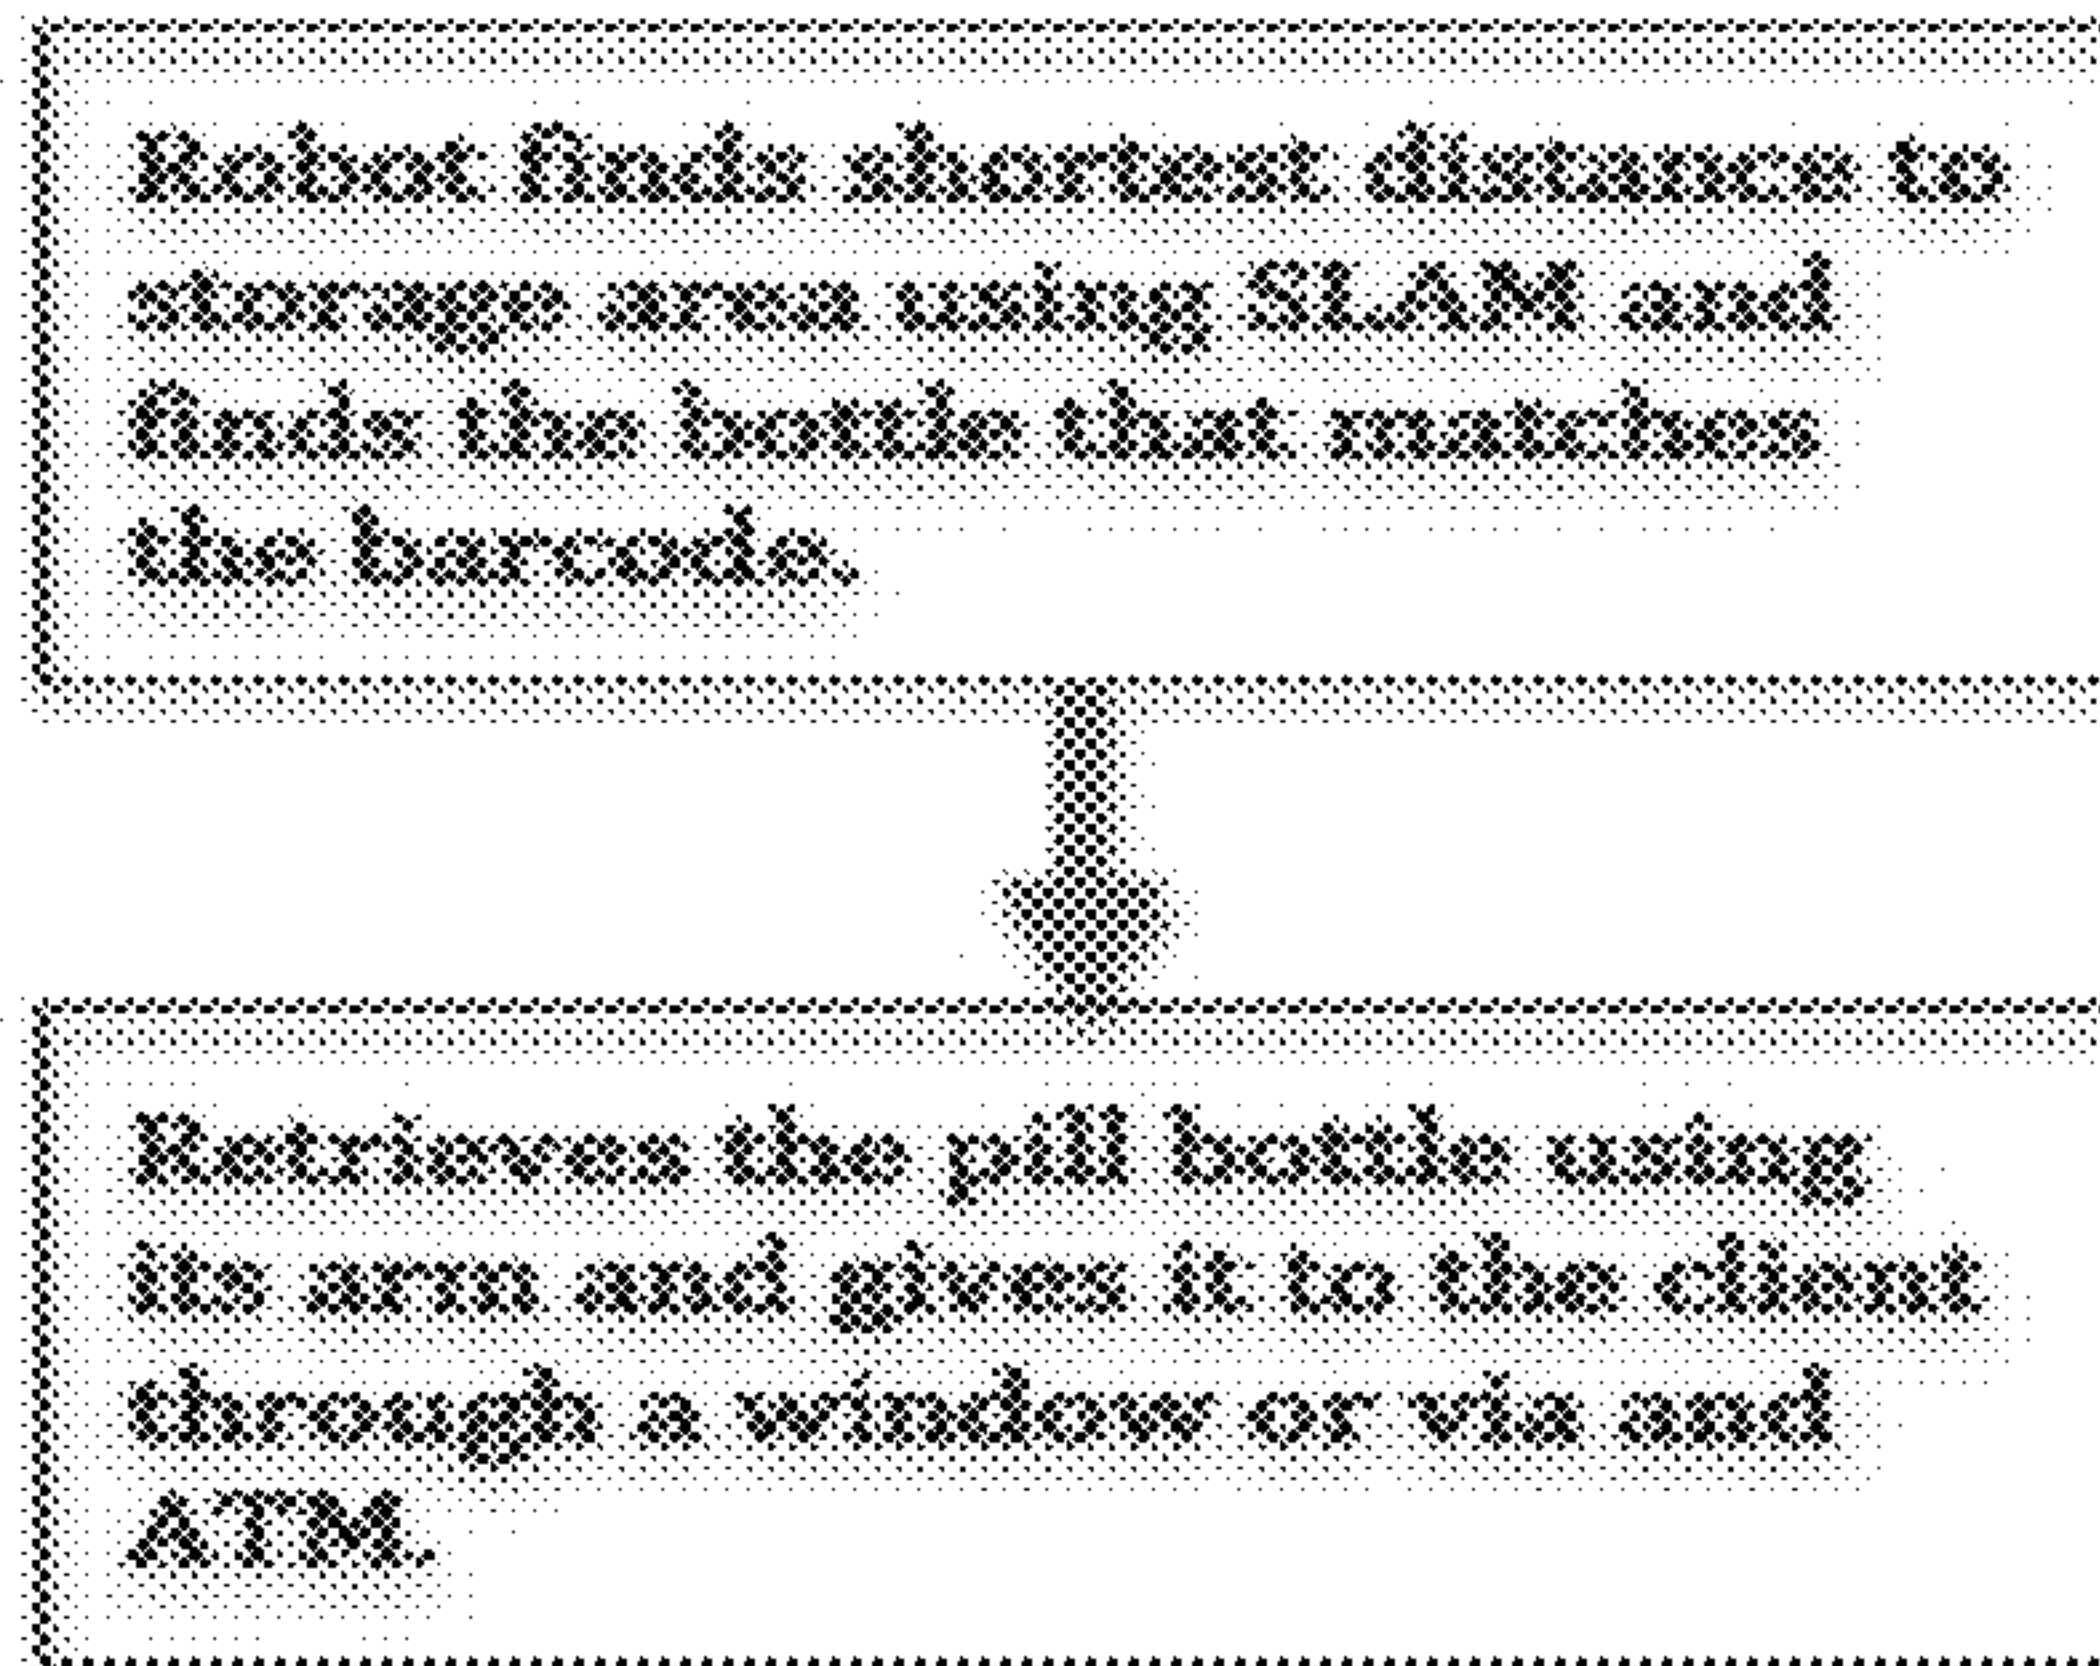 Robot finds shortest distance to
storage area using SLAM and
finds the bottle that matches
the barcode.
Retrieves the pill bottle using
its arm and gives it to the client
through a window or via and
ATM.